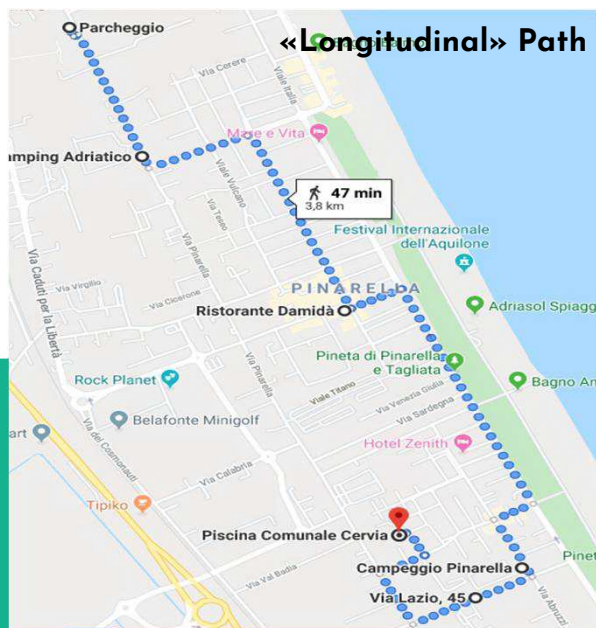 Parcheggio
«Longitudinal» Path
Via Cerere
Viale Italia
Mare e Vita
amping Adriatico
Viale Vulcano
47 min
3,8 km
Via Teseo
Festival Internazionale
dell'Aquilone
Via Pinarella
PINARELLA
Via Virgilio
Via Cicerone
Adriasol Spiagg
Ristorante Damidà
Via Caduti per la Libertà
Pineta di Pinarella
e Tagliata
Via Pinarella
Rock Planet
Bagno An
Viale Titano
Via Venezia Giulia
Via Sardegna
Belafonte Minigolf
art
Hotel Zenith
Via dei Cosmonauti
Via Calabria
Tipiko
Piscina Comunale Cervia
Pinet
Via Val Badia
Campeggio Pinarella
Via Lazio, 45
Via Abruzzi